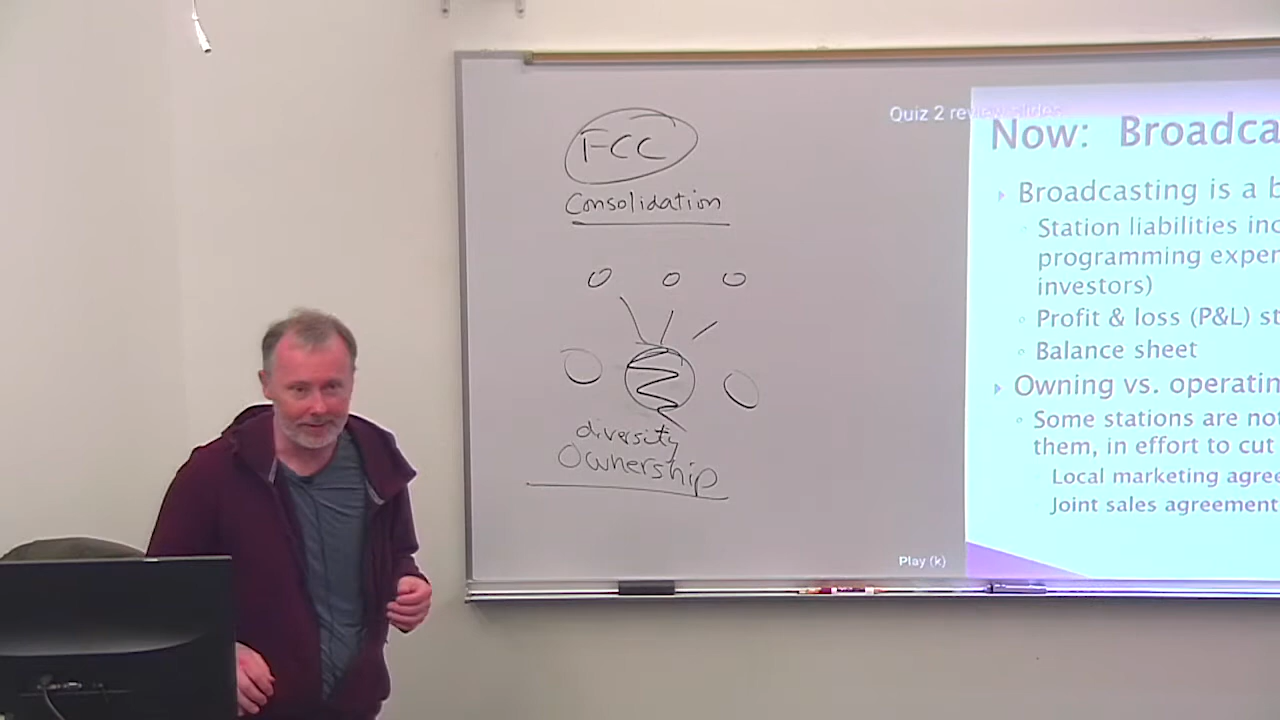 FCC
Consolidation
diversity
Ownership
Quiz 2 review slides
Now: Broadca
Broadcasting is a b
Station liabilities inc
programming exper
investors)
Profit & loss (P&L) st
Balance sheet
Owning vs. operatin
Some stations are not
them, in effort to cut
Local marketing agree
Joint sales agreement
Play (k)